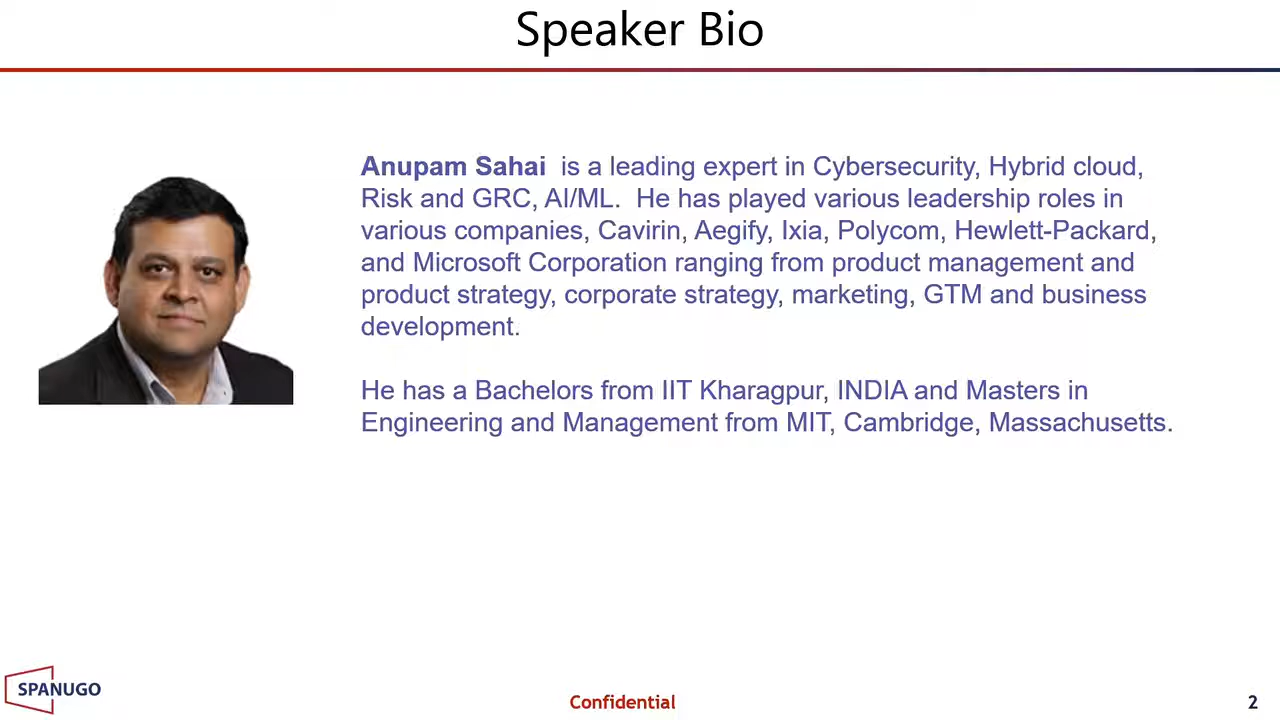 Speaker Bio
Anupam Sahai  is a leading expert in Cybersecurity, Hybrid cloud,
Risk and GRC, AI/ML.  He has played various leadership roles in
various companies, Cavirin, Aegify, Ixia, Polycom, Hewlett-Packard,
and Microsoft Corporation ranging from product management and
product strategy, corporate strategy, marketing, GTM and business
development.
He has a Bachelors from IIT Kharagpur, INDIA and Masters in
Engineering and Management from MIT, Cambridge, Massachusetts.
SPANUGO
Confidential
2